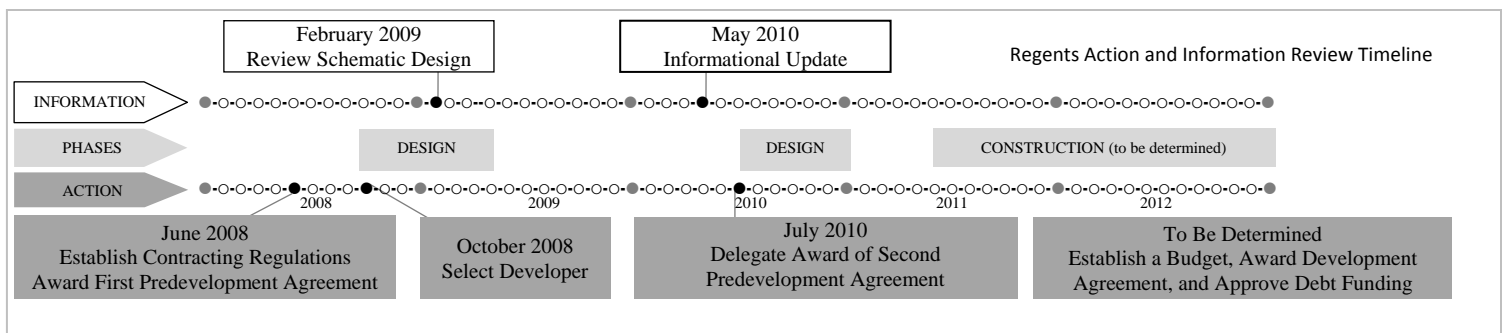 February 2009
Review Schematic Design
May 2010
Informational Update
Regents Action and Information Review Timeline
INFORMATION
PHASES
DESIGN
DESIGN
CONSTRUCTION (to be determined)
ACTION
2008
2009
2010
2011
2012
June 2008
Establish Contracting Regulations
Award First Predevelopment Agreement
October 2008
Select Developer
July 2010
Delegate Award of Second
Predevelopment Agreement
To Be Determined
Establish a Budget, Award Development
Agreement, and Approve Debt Funding